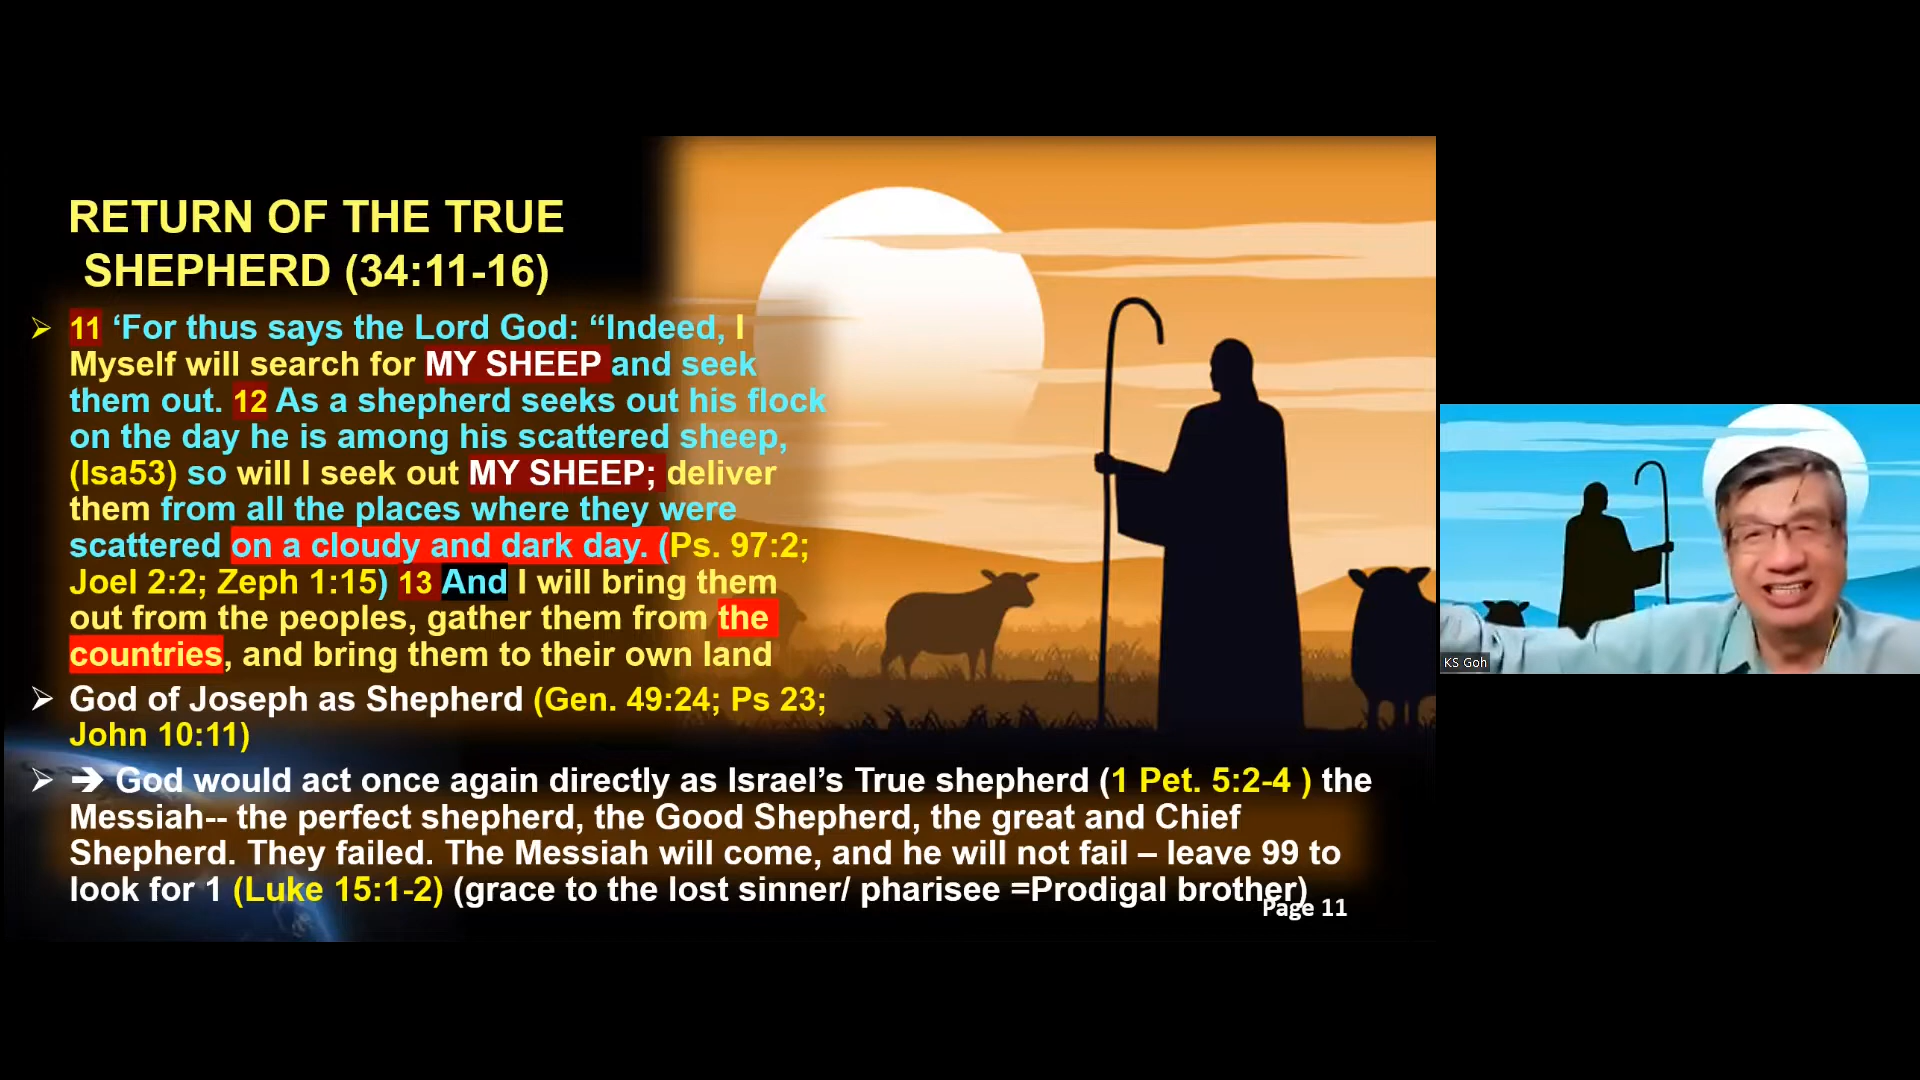 RETURN OF THE TRUE
SHEPHERD (34:11-16)
➢ 11 ‘For thus says the Lord God: “Indeed, I
Myself will search for MY SHEEP and seek
them out. 12 As a shepherd seeks out his flock
on the day he is among his scattered sheep,
(Isa53) so will I seek out MY SHEEP; deliver
them from all the places where they were
scattered on a cloudy and dark day. (Ps. 97:2;
Joel 2:2; Zeph 1:15) 13 And I will bring them
out from the peoples, gather them from the
countries, and bring them to their own land
➢ God of Joseph as Shepherd (Gen. 49:24; Ps 23;
John 10:11)
➢ ➔ God would act once again directly as Israel’s True shepherd (1 Pet. 5:2-4 ) the
Messiah-- the perfect shepherd, the Good Shepherd, the great and Chief
Shepherd. They failed. The Messiah will come, and he will not fail – leave 99 to
look for 1 (Luke 15:1-2) (grace to the lost sinner/ pharisee =Prodigal brother)
Page 11
KS Goh